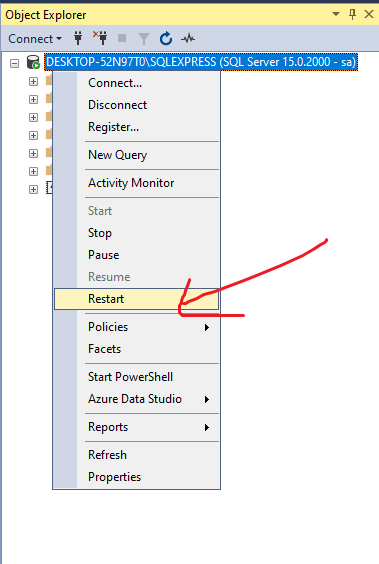 Object Explorer
Connect
DESKTOP-52N97T0\SQLEXPRESS (SQL Server 15.0.2000 - sa)
Connect...
Disconnect
Register...
New Query
Activity Monitor
Start
Stop
Pause
Resume
Restart
Policies
Facets
Start PowerShell
Azure Data Studio
Reports
Refresh
Properties